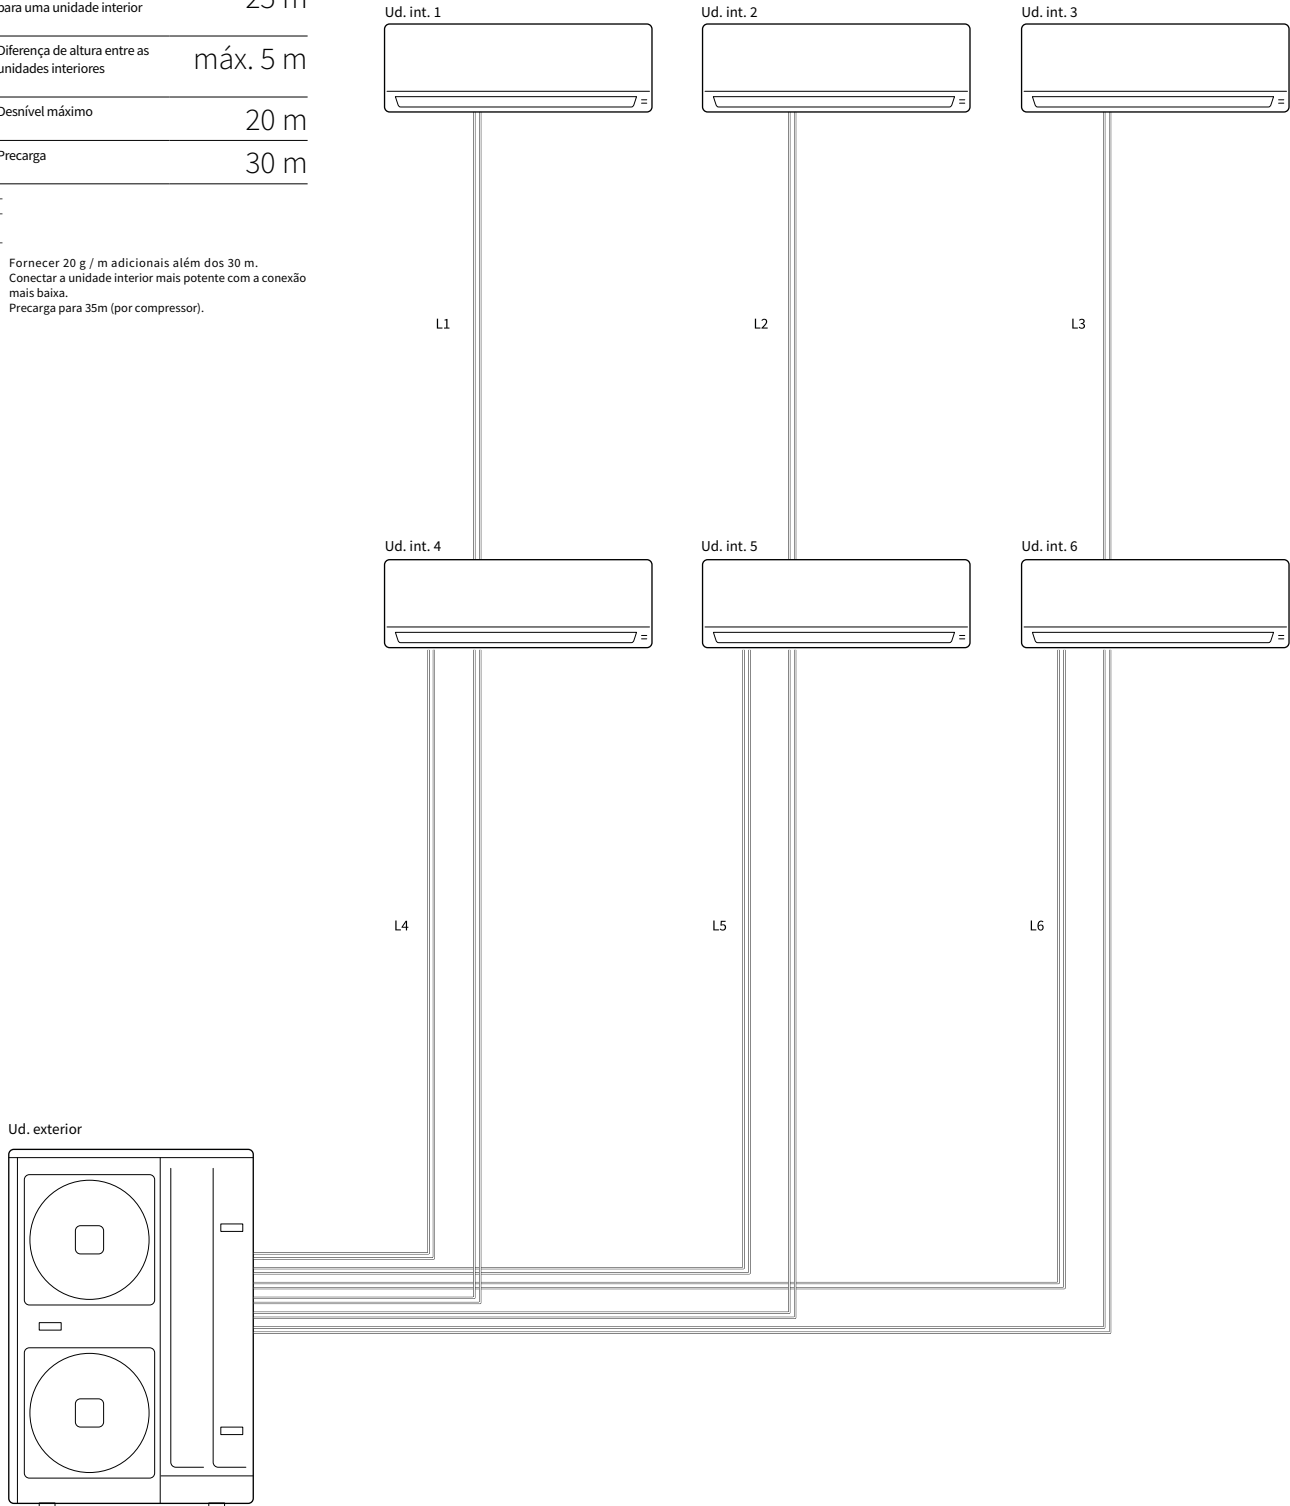 para uma unidade interior
25 m
Diferença de altura entre as
unidades interiores
máx. 5 m
Desnível máximo
20 m
Precarga
30 m
Fornecer 20 g / m adicionais além dos 30 m.
Conectar a unidade interior mais potente com a conexão
mais baixa.
Precarga para 35m (por compressor).
Ud. int. 1
Ud. int. 2
Ud. int. 3
L1
L2
L3
Ud. int. 4
Ud. int. 5
Ud. int. 6
L4
L5
L6
Ud. exterior